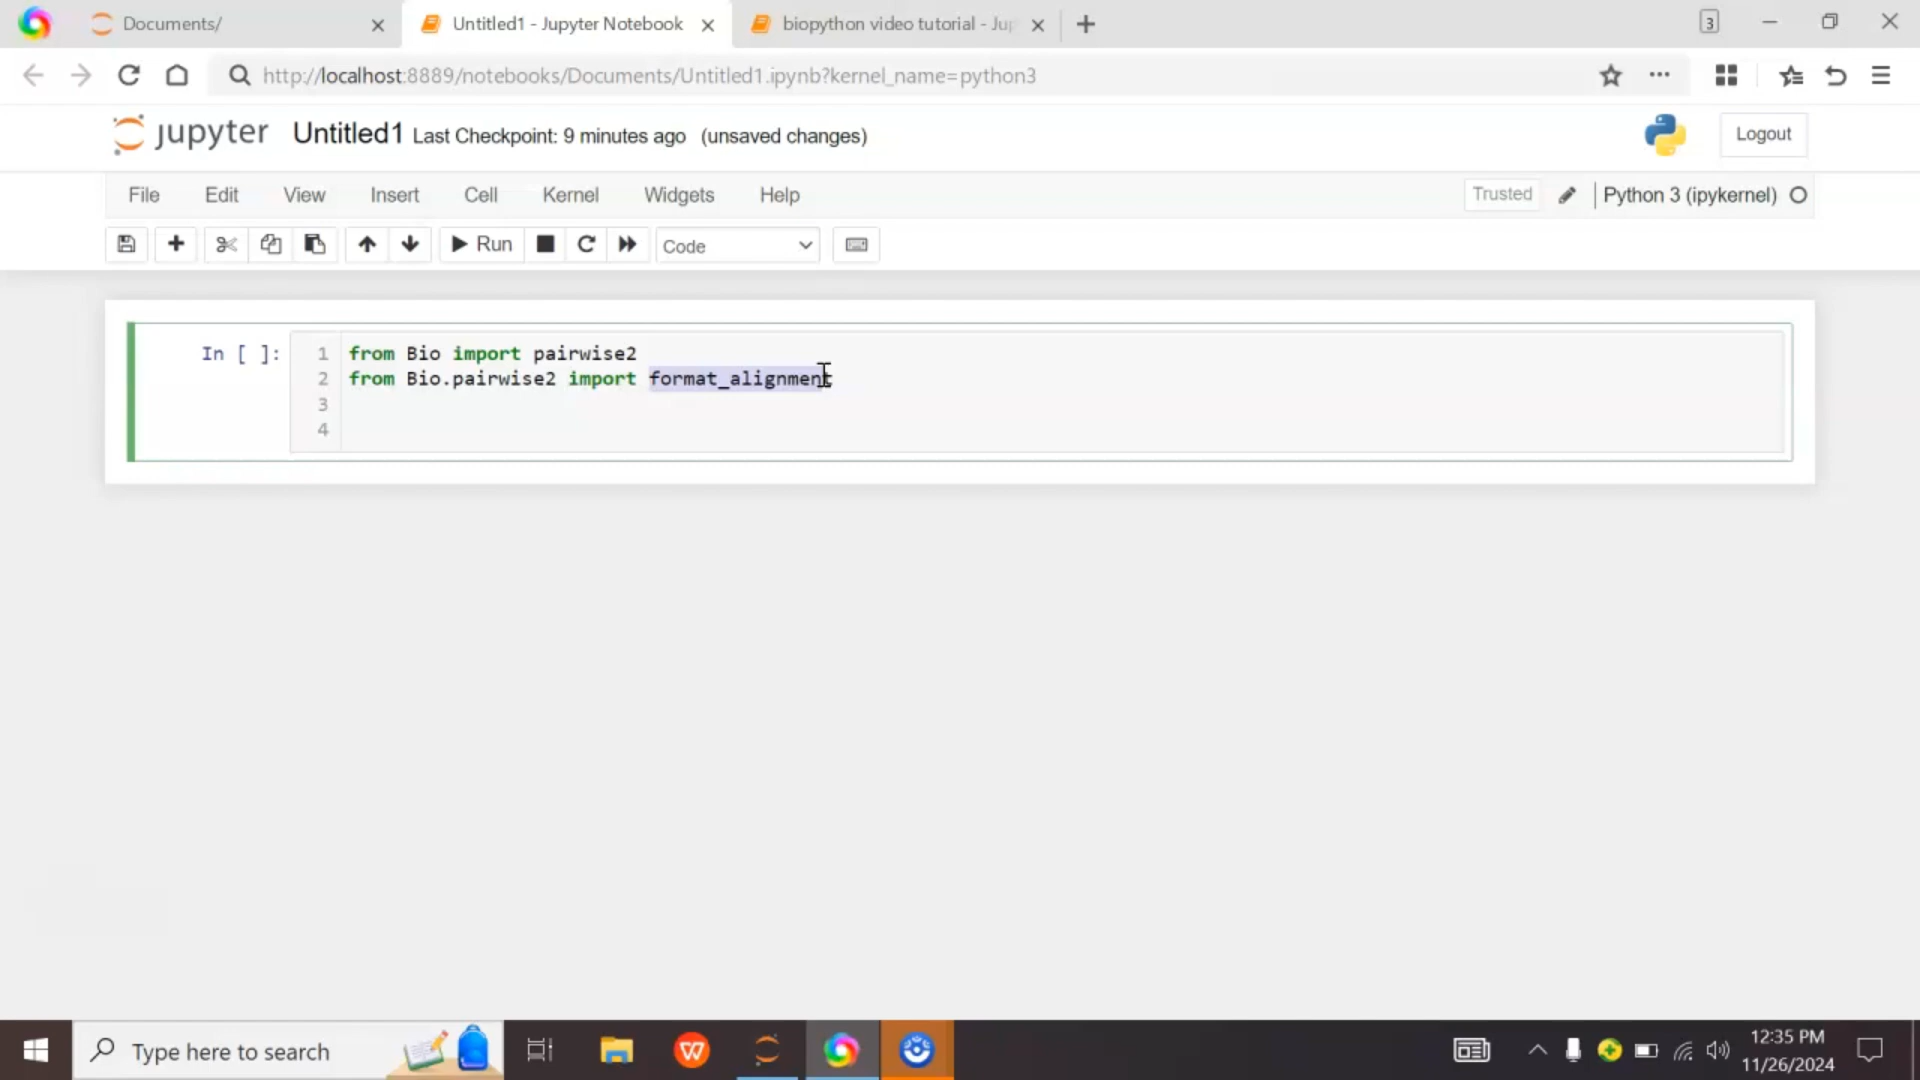 Documents/
Untitled1 - Jupyter Notebook
biopython video tutorial - Jup
3
http://localhost:8889/notebooks/Documents/Untitled1.ipynb?kernel_name=python3
jupyter Untitled1 Last Checkpoint: 9 minutes ago (unsaved changes)
Logout
File Edit View Insert Cell Kernel Widgets Help
Trusted
Python 3 (ipykernel)
Run
Code
In [ ]:
1 from Bio import pairwise2
2 from Bio.pairwise2 import format_alignment
3
4
Type here to search
W
12:35 PM
11/26/2024